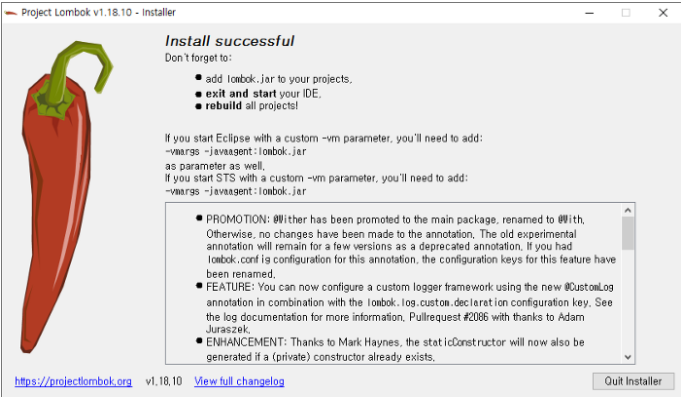 Project Lombok v1.18.10 - Installer
Install successful
Don't forget to:
● add lombok.jar to your projects.
● exit and start your IDE.
● rebuild all projects!
If you start Eclipse with a custom -vm parameter, you'll need to add:
-vmargs -javaagent:lombok.jar
as parameter as well.
If you start STS with a custom -vm parameter, you'll need to add:
-vmargs -javaagent:lombok.jar
● PROMOTION: @Wither has been promoted to the main package, renamed to @With.
Otherwise, no changes have been made to the annotation. The old experimental
annotation will remain for a few versions as a deprecated annotation. If you had
lombok.config configuration for this annotation, the configuration keys for this feature have
been renamed.
● FEATURE: You can now configure a custom logger framework using the new @CustomLog
annotation in combination with the lombok.log.custom.declaration configuration key. See
the log documentation for more information. Pullrequest #2086 with thanks to Adam
Juraszek.
● ENHANCEMENT: Thanks to Mark Haynes, the staticConstructor will now also be
generated if a (private) constructor already exists.
https://projectlombok.org v1.18.10 View full changelog Quit Installer